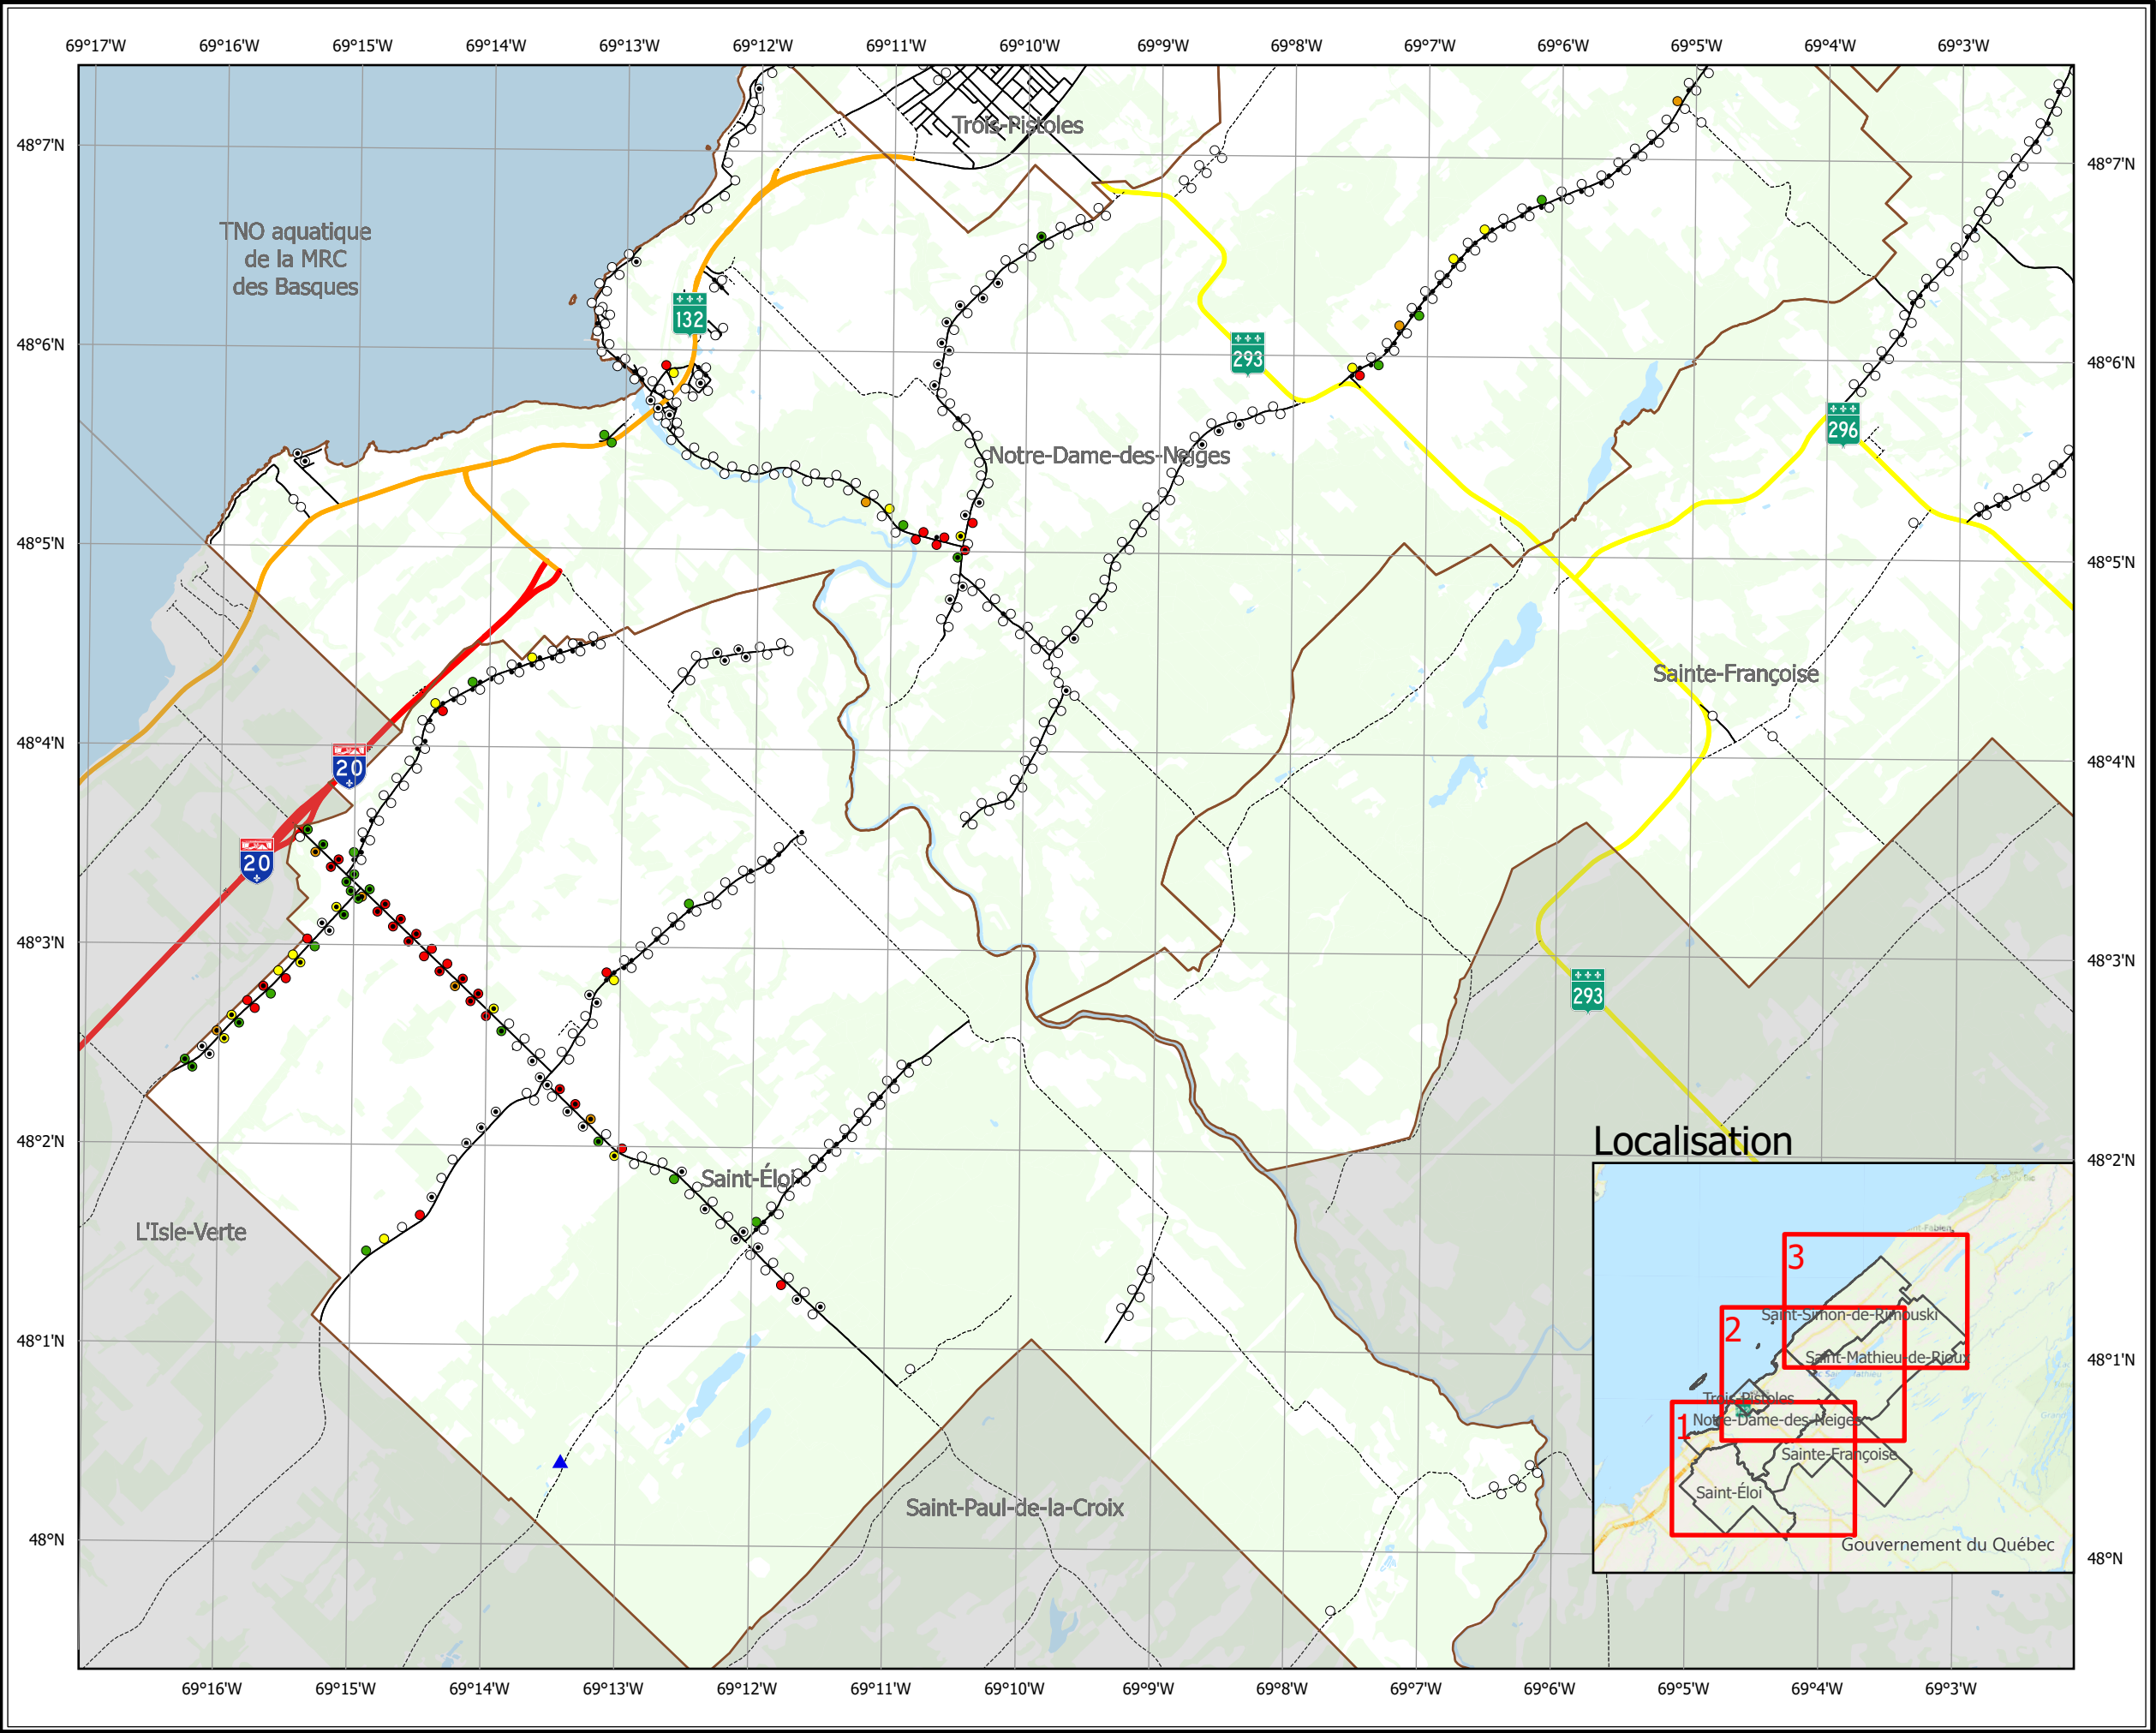 69°17'W 69°16'W 69°15'W 69°14'W 69°13'W 69°12'W 69°11'W 69°10'W 69°9'W 69°8'W 69°7'W 69°6'W 69°5'W 69°4'W 69°3'W
Trois-Pistoles
48°7'N
48°7'N
TNO aquatique
de la MRC
des Basques
132
48°6'N
293
48°6'N
296
Notre-Dame-des-Neiges
48°5'N
48°5'N
Sainte-Françoise
48°4'N
20
48°4'N
20
48°3'N
48°3'N
293
48°2'N
Localisation
48°2'N
Saint-Éloi
L'Isle-Verte
3
Saint-Simon-de-Rimouski
2
48°1'N
Saint-Mathieu-de-Rioux
48°1'N
Trois-Pistoles
1
Notre-Dame-des-Neiges
Sainte-Françoise
Saint-Éloi
Saint-Paul-de-la-Croix
48°N
Gouvernement du Québec
48°N
69°16'W 69°15'W 69°14'W 69°13'W 69°12'W 69°11'W 69°10'W 69°9'W 69°8'W 69°7'W 69°6'W 69°5'W 69°4'W 69°3'W